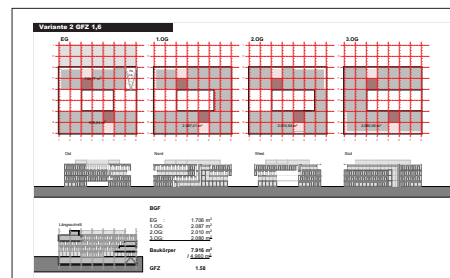 Variante 2 GFZ 1,6
EG 1.OG 2.OG 3.OG
Ost Nord West Süd
Längsschnitt
BGF
EG : 1.736 m²
1.OG: 2.087 m²
2.OG: 2.010 m²
3.OG: 2.080 m²
Baukörper 7.916 m²
/ 4.960 m²
GFZ 1.58